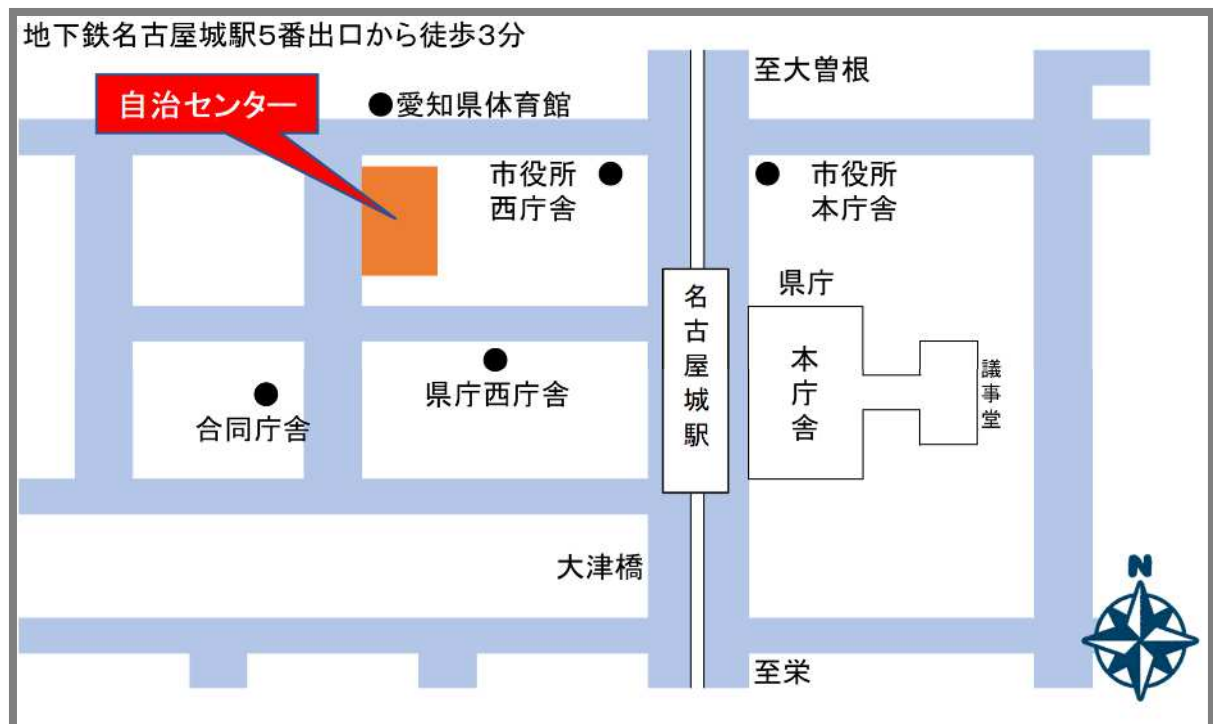 地下鉄名古屋城駅5番出口から徒歩3分
至大曽根
自治センター
●愛知県体育館
市役所
西庁舎
市役所
本庁舎
県庁
名古屋城駅
本庁舎
議事堂
県庁西庁舎
合同庁舎
大津橋
N
至栄